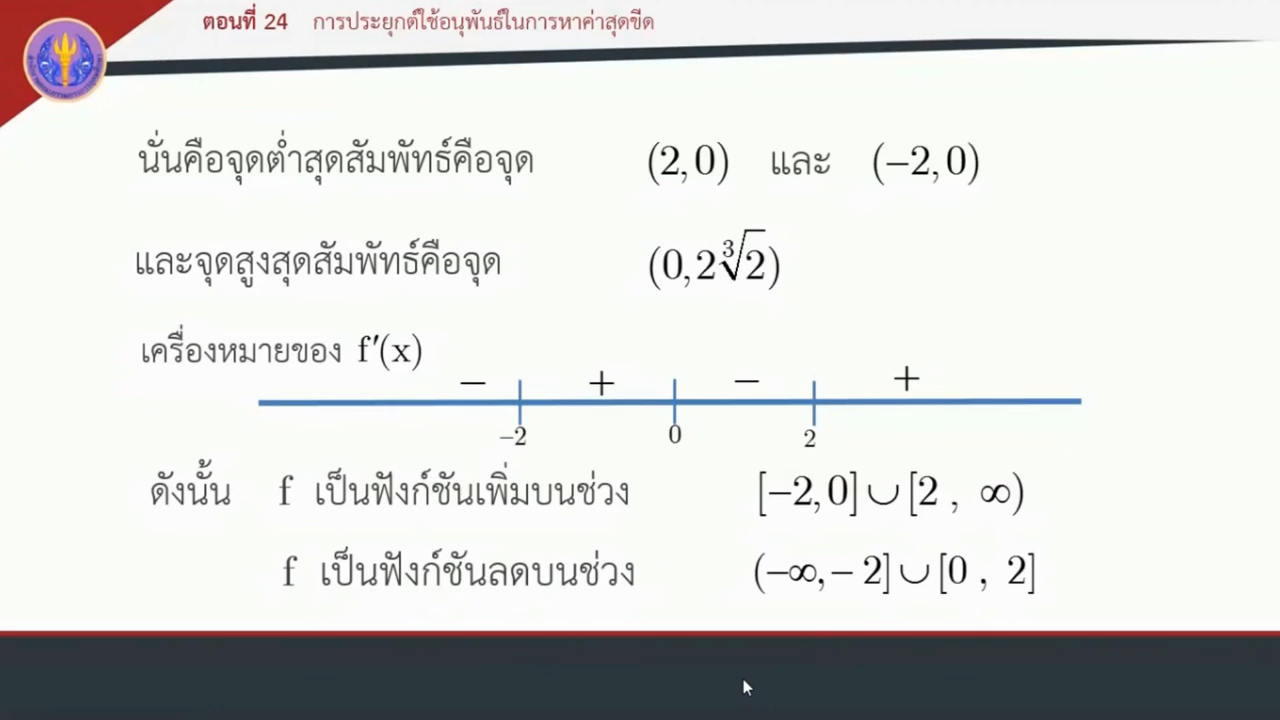 ตอนที่ 24 การประยุกต์ใช้อนุพันธ์ในการหาค่าสุดขีด
นั่นคือจุดต่ำสุดสัมพัทธ์คือจุด (2,0) และ (−2,0)
และจุดสูงสุดสัมพัทธ์คือจุด (0,2∛2)
เครื่องหมายของ f′(x)
− + − +
−2 0 2
ดังนั้น f เป็นฟังก์ชันเพิ่มบนช่วง [−2,0]∪[2 , ∞)
f เป็นฟังก์ชันลดบนช่วง (−∞,−2]∪[0 , 2]